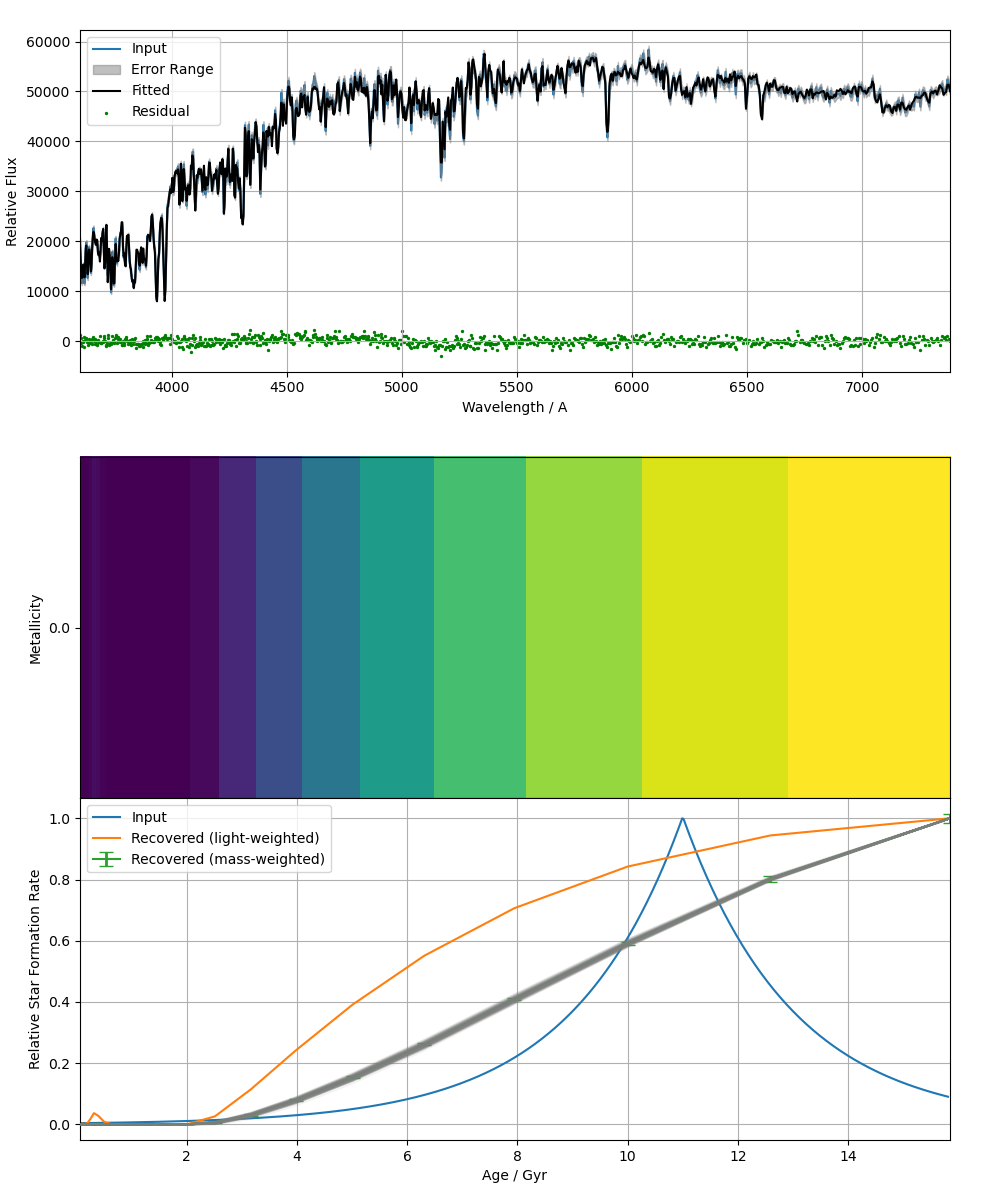 60000
50000
40000
30000
20000
10000
0
Relative Flux
Input
Error Range
Fitted
Residual
4000 4500 5000 5500 6000 6500 7000
Wavelength / A
Metallicity
0.0
1.0
0.8
0.6
0.4
0.2
0.0
Relative Star Formation Rate
Input
Recovered (light-weighted)
Recovered (mass-weighted)
2 4 6 8 10 12 14
Age / Gyr